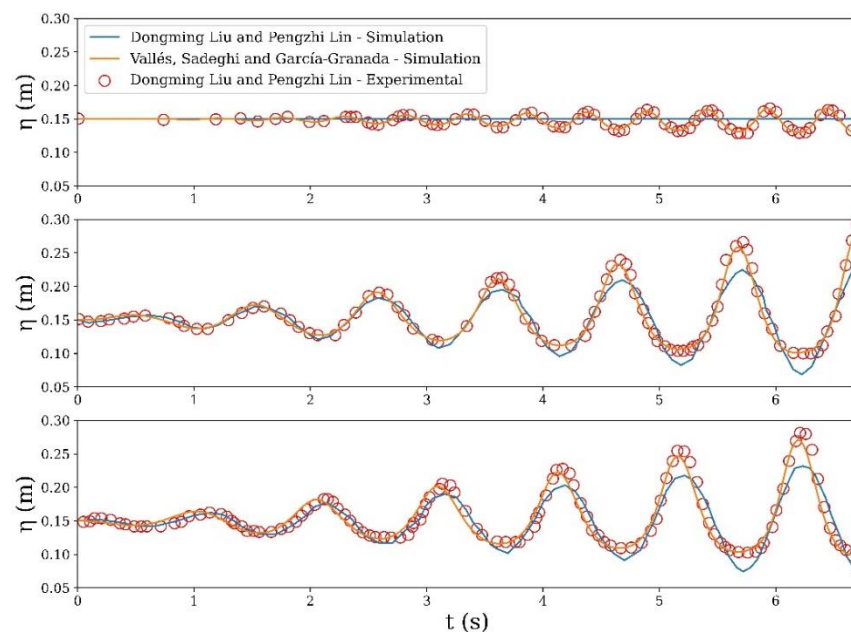 0.30
Dongming Liu and Pengzhi Lin - Simulation
Vallés, Sadeghi and García-Granada - Simulation
Dongming Liu and Pengzhi Lin - Experimental
0.25
0.20
0.15
0.10
0.05
η (m)
0 1 2 3 4 5 6
0.30
0.25
0.20
0.15
0.10
0.05
η (m)
0 1 2 3 4 5 6
0.30
0.25
0.20
0.15
0.10
0.05
η (m)
0 1 2 3 4 5 6
t (s)